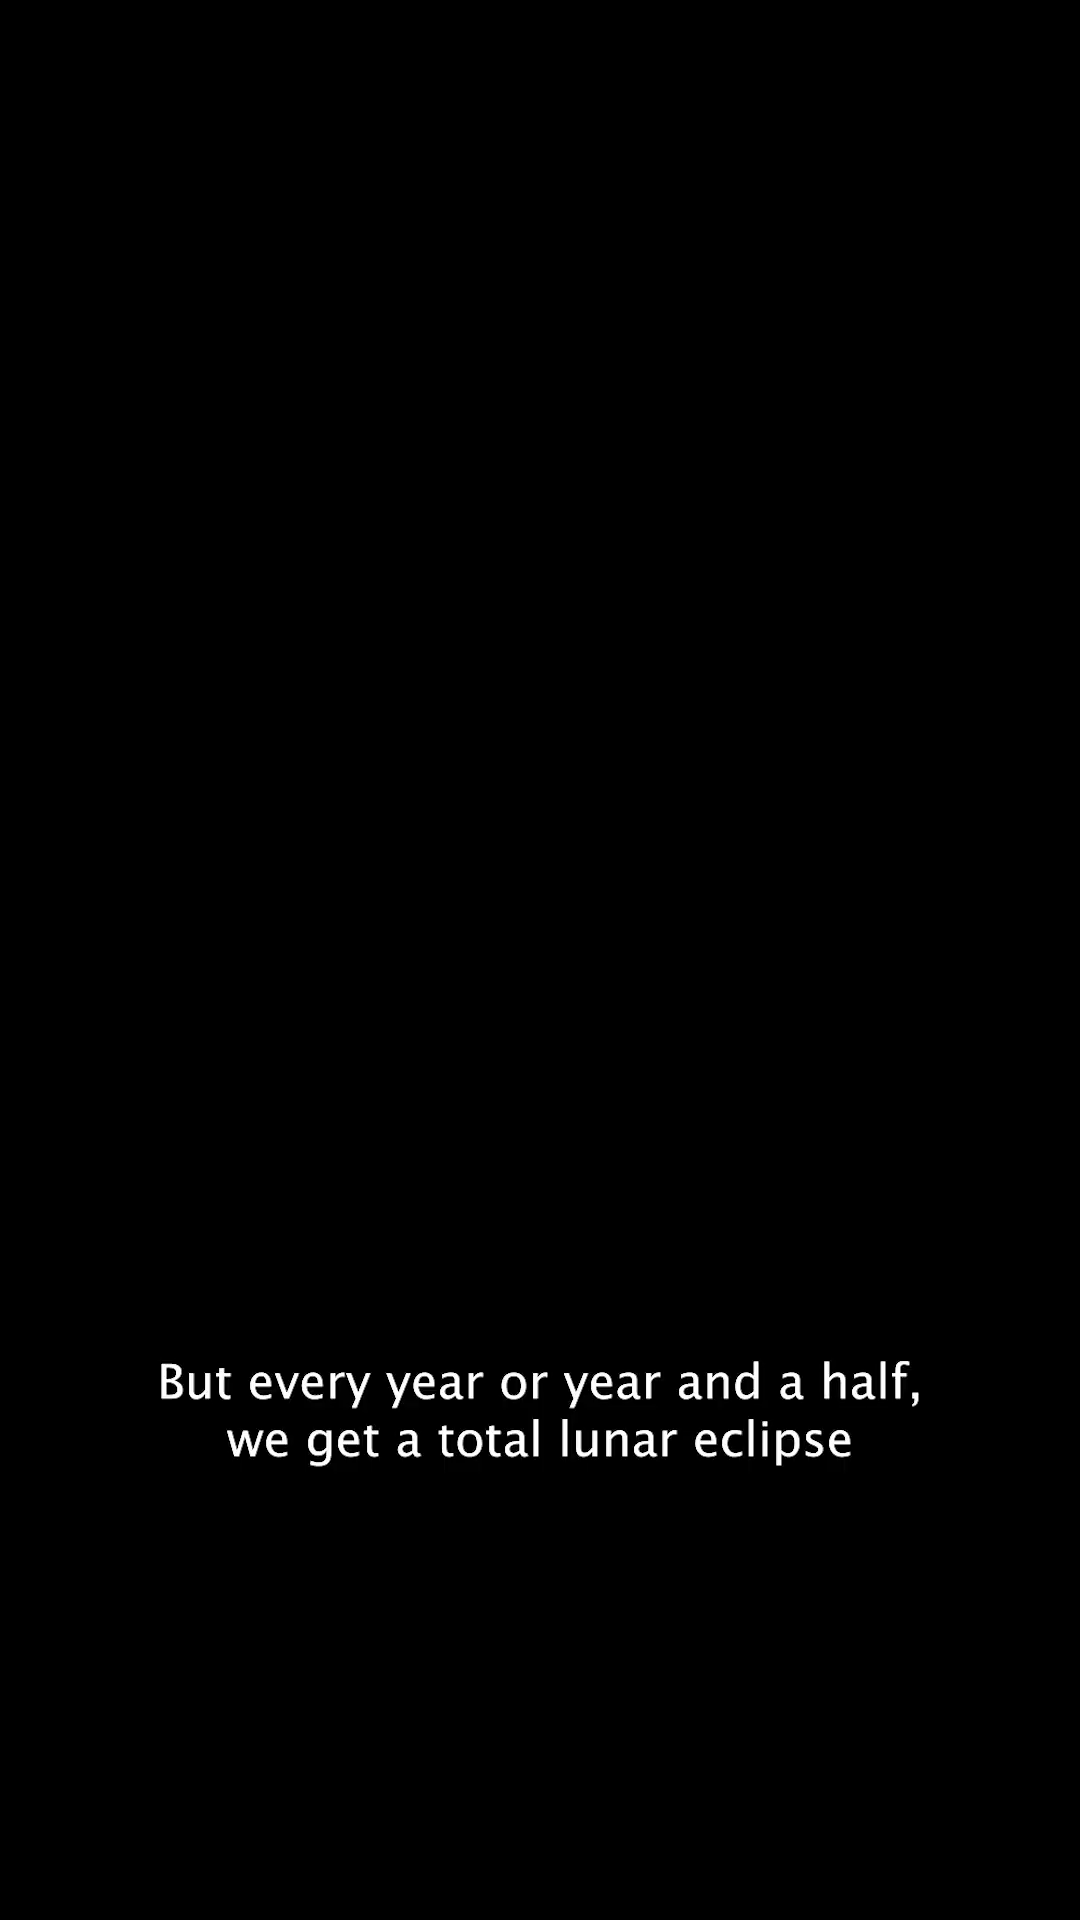 But every year or year and a half,
we get a total lunar eclipse